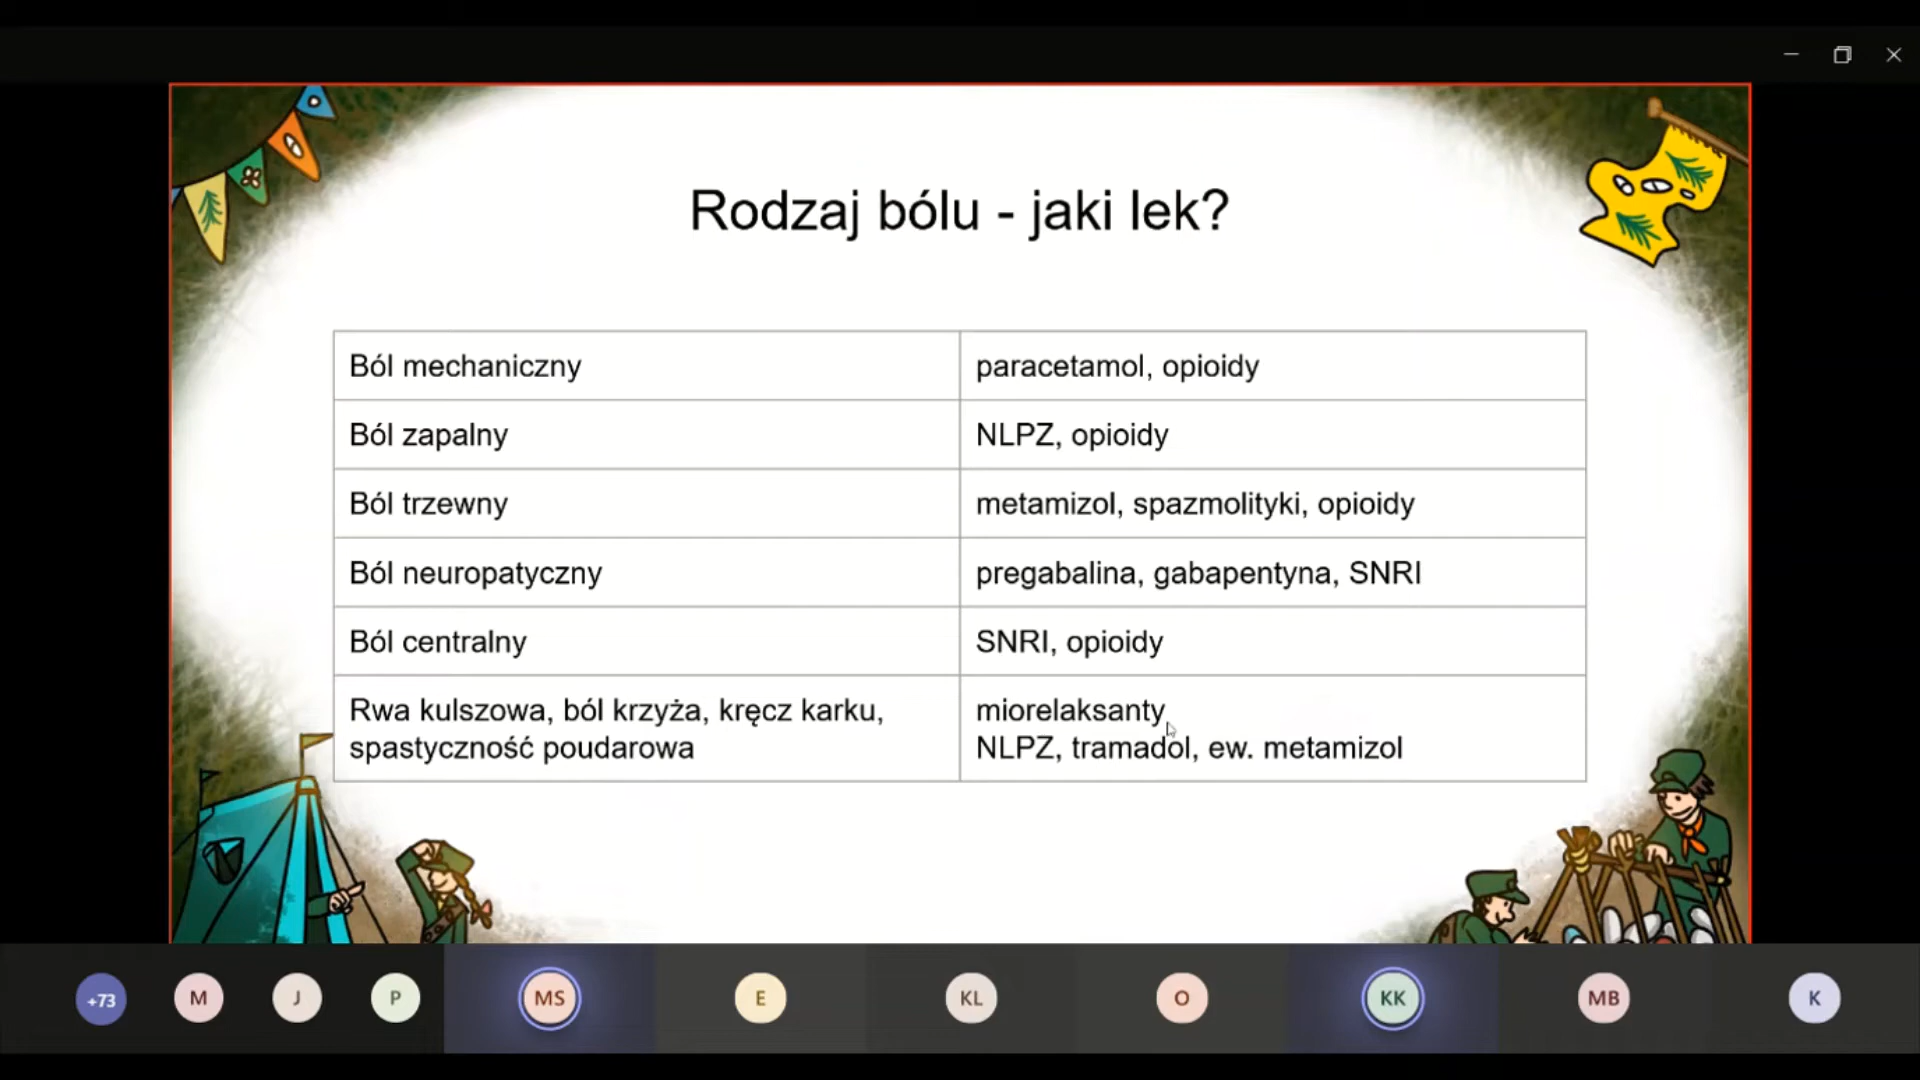 Rodzaj bólu - jaki lek?
Ból mechaniczny
paracetamol, opioidy
Ból zapalny
NLPZ, opioidy
Ból trzewny
metamizol, spazmolityki, opioidy
Ból neuropatyczny
pregabalina, gabapentyna, SNRI
Ból centralny
SNRI, opioidy
Rwa kulszowa, ból krzyża, kręcz karku,
spastyczność poudarowa
miorelaksanty
NLPZ, tramadol, ew. metamizol
+73
M
J
P
MS
E
KL
O
KK
MB
K